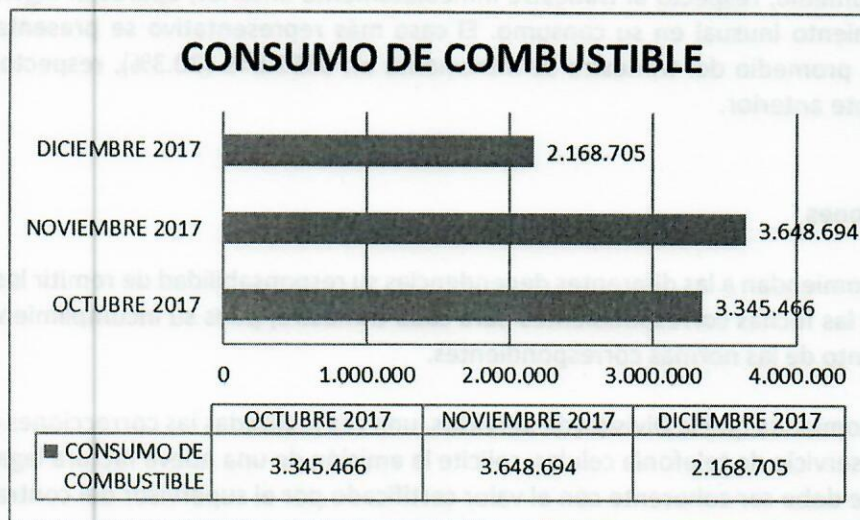 CONSUMO DE COMBUSTIBLE
DICIEMBRE 2017
2.168.705
NOVIEMBRE 2017
3.648.694
OCTUBRE 2017
3.345.466
0 1.000.000 2.000.000 3.000.000 4.000.000
OCTUBRE 2017 NOVIEMBRE 2017 DICIEMBRE 2017
CONSUMO DE COMBUSTIBLE 3.345.466 3.648.694 2.168.705